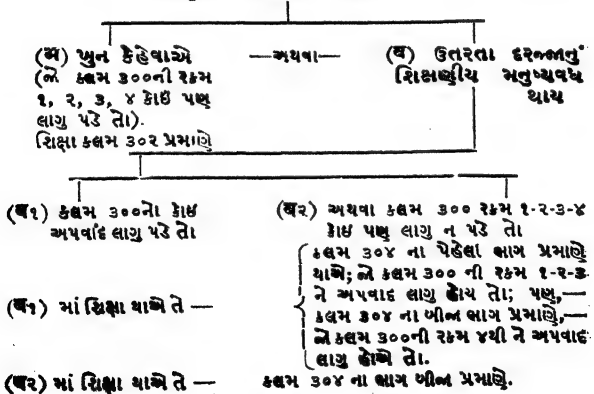 (અ) ખુન કેહેવાએ —અથવા— (બ) ઉતરતા દરજ્જાનું
(જો કલમ ૩૦૦ની રકમ શિક્ષણીય મનુષ્યવધ
૧, ૨, ૩, ૪ કોઈ પણ થાય
લાગુ પડે તો).
શિક્ષા કલમ ૩૦૨ પ્રમાણે
(બ૧) કલમ ૩૦૦નો કોઇ (બ૨) અથવા કલમ ૩૦૦ રકમ ૧-૨-૩-૪
અપવાદ લાગુ પડે તો કોઇ પણ લાગુ ન પડે તો
કલમ ૩૦૪ ના પેહેલા ભાગ પ્રમાણે
થાએ; જો કલમ ૩૦૦ ની રકમ ૧-૨-૩
(બ૧) માં શિક્ષા થાએ તે — ને અપવાદ લાગુ હોય તો; પણ,—
કલમ ૩૦૪ ના બીજા ભાગ પ્રમાણે,—
જો કલમ ૩૦૦ની રકમ ૪થી ને અપવાદ
લાગુ હોએ તો.
(બ૨) માં શિક્ષા થાએ તે — કલમ ૩૦૪ ના ભાગ બીજા પ્રમાણે.